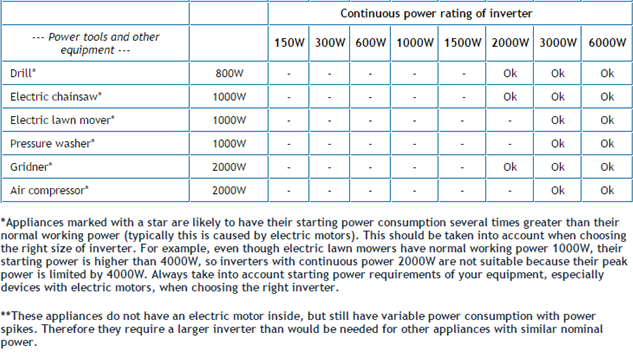 Continuous power rating of inverter
--- Power tools and other equipment --- 150W 300W 600W 1000W 1500W 2000W 3000W 6000W
Drill* 800W - - - - - Ok Ok Ok
Electric chainsaw* 1000W - - - - - Ok Ok Ok
Electric lawn mover* 1000W - - - - - - Ok Ok
Pressure washer* 1000W - - - - - - Ok Ok
Gridner* 2000W - - - - - Ok Ok Ok
Air compressor* 2000W - - - - - - Ok Ok
*Appliances marked with a star are likely to have their starting power consumption several times greater than their
normal working power (typically this is caused by electric motors). This should be taken into account when choosing
the right size of inverter. For example, even though electric lawn mowers have normal working power 1000W, their
starting power is higher than 4000W, so inverters with continuous power 2000W are not suitable because their peak
power is limited by 4000W. Always take into account starting power requirements of your equipment, especially
devices with electric motors, when choosing the right inverter.
**These appliances do not have an electric motor inside, but still have variable power consumption with power
spikes. Therefore they require a larger inverter than would be needed for other appliances with similar nominal
power.